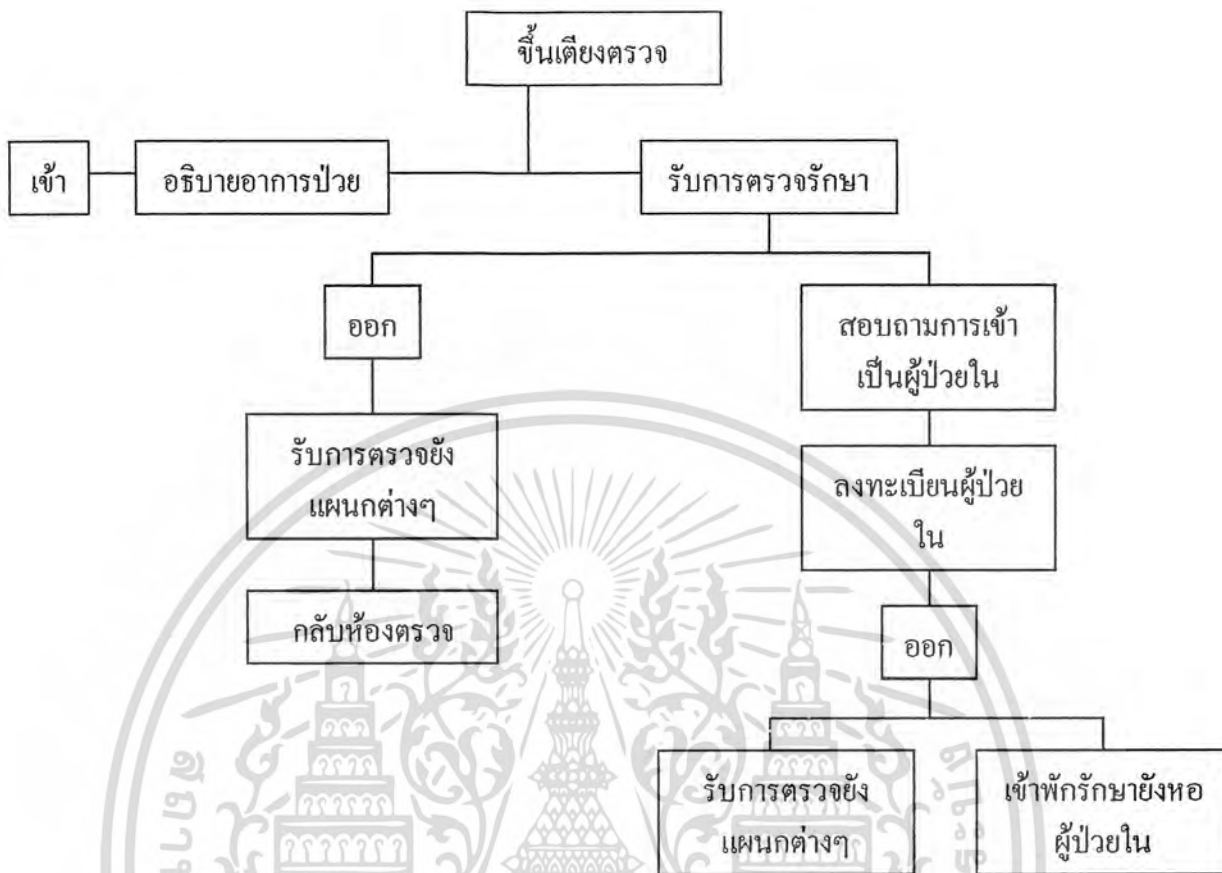 ขึ้นเตียงตรวจ
เข้า
อธิบายอาการป่วย
รับการตรวจรักษา
ออก
สอบถามการเข้า
เป็นผู้ป่วยใน
รับการตรวจยัง
แผนกต่างๆ
ลงทะเบียนผู้ป่วย
ใน
กลับห้องตรวจ
ออก
รับการตรวจยัง
แผนกต่างๆ
เข้าพักรักษายังหอ
ผู้ป่วยใน